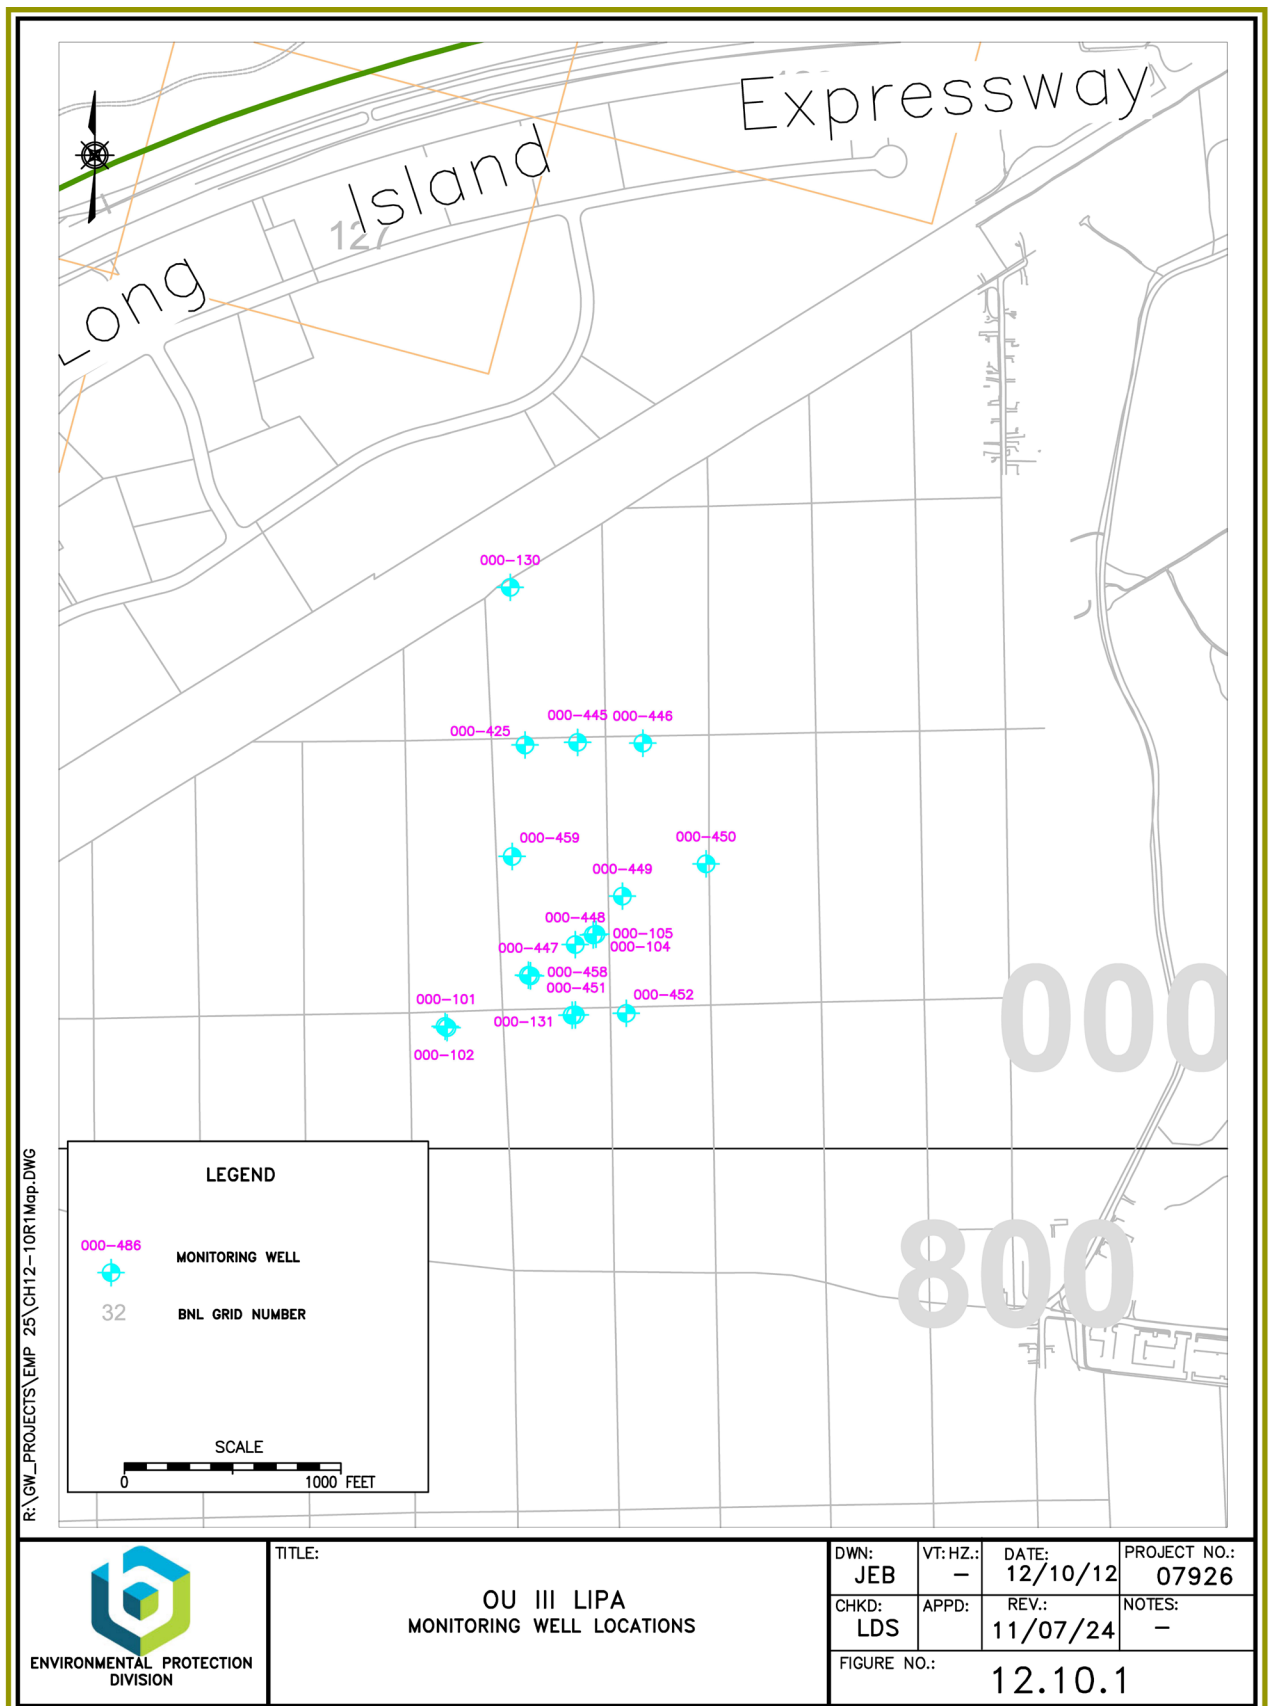 Expressway
Island
127
Long
000-130
000-445 000-446
000-425
000-459
000-450
000-449
000-448
000-105
000-104
000-447
000-458
000-451
000-452
000-101
000-131
000-102
000
800
LEGEND
000-486
MONITORING WELL
32
BNL GRID NUMBER
SCALE
0 1000 FEET
R:\GW_PROJECTS\EMP 25\CH12-10R1Map.DWG
ENVIRONMENTAL PROTECTION
DIVISION
TITLE:
OU III LIPA
MONITORING WELL LOCATIONS
DWN: VT: HZ.: DATE: PROJECT NO.:
JEB – 12/10/12 07926
CHKD: APPD: REV.: NOTES:
LDS 11/07/24 –
FIGURE NO.:
12.10.1